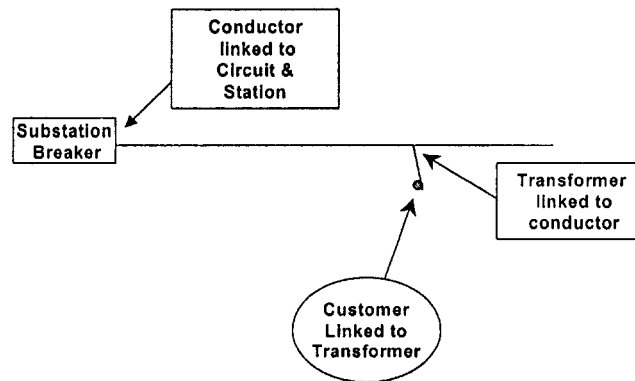 Conductor
linked to
Circuit &
Station
Substation
Breaker
Transformer
linked to
conductor
Customer
Linked to
Transformer